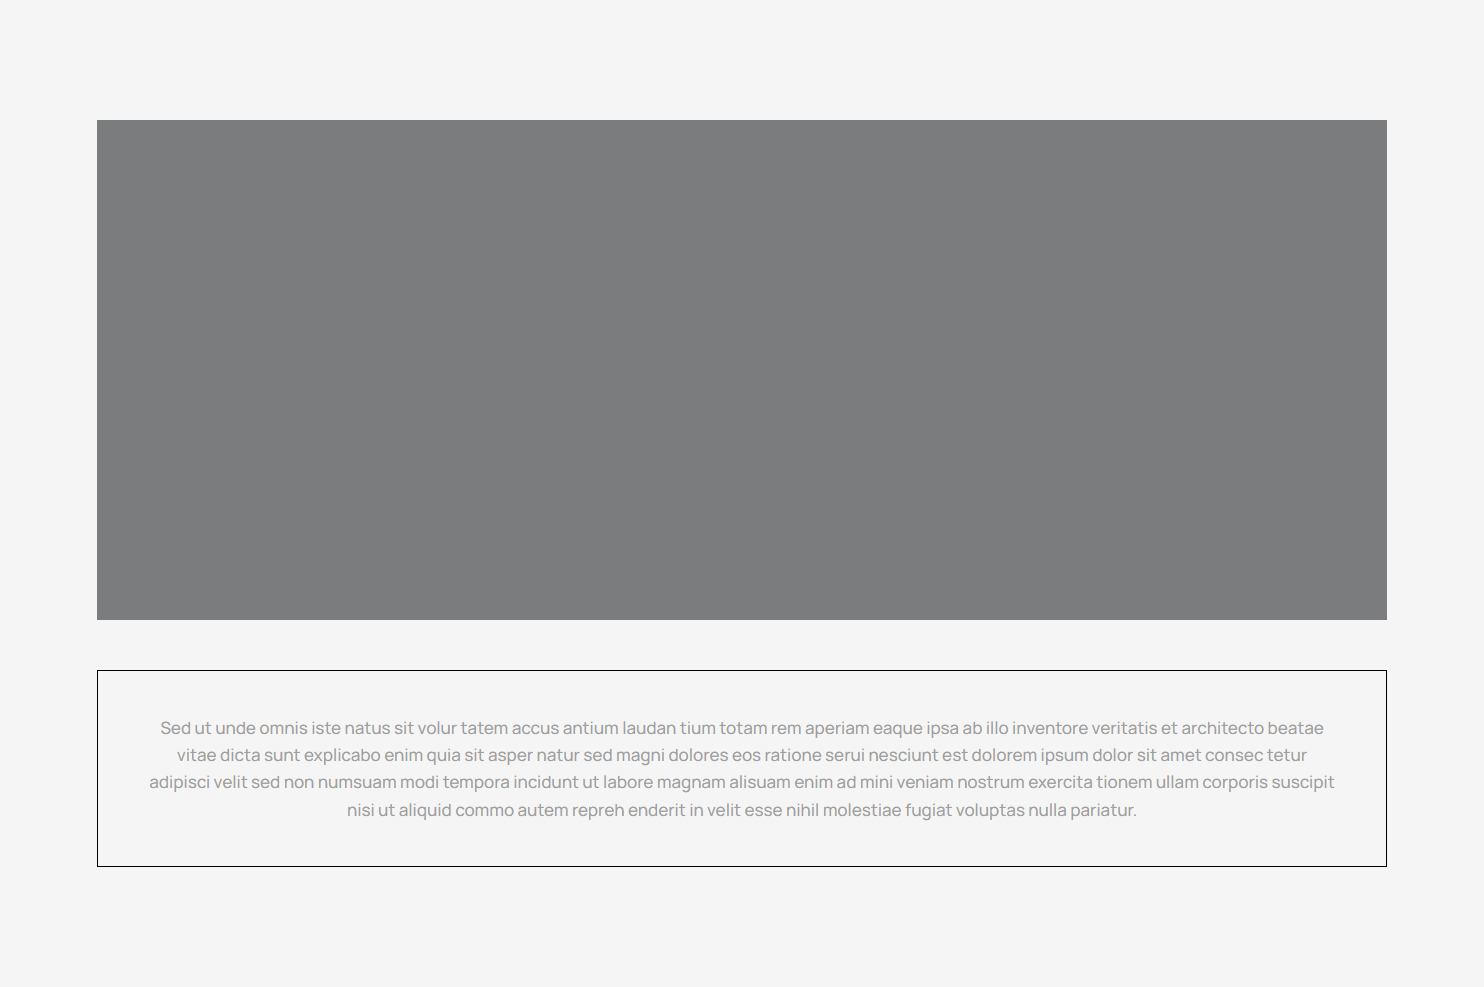 Sed ut unde omnis iste natus sit volur tatem accus antium laudan tium totam rem aperiam eaque ipsa ab illo inventore veritatis et architecto beatae
vitae dicta sunt explicabo enim quia sit asper natur sed magni dolores eos ratione serui nesciunt est dolorem ipsum dolor sit amet consec tetur
adipisci velit sed non numsuam modi tempora incidunt ut labore magnam alisuam enim ad mini veniam nostrum exercita tionem ullam corporis suscipit
nisi ut aliquid commo autem repreh enderit in velit esse nihil molestiae fugiat voluptas nulla pariatur.